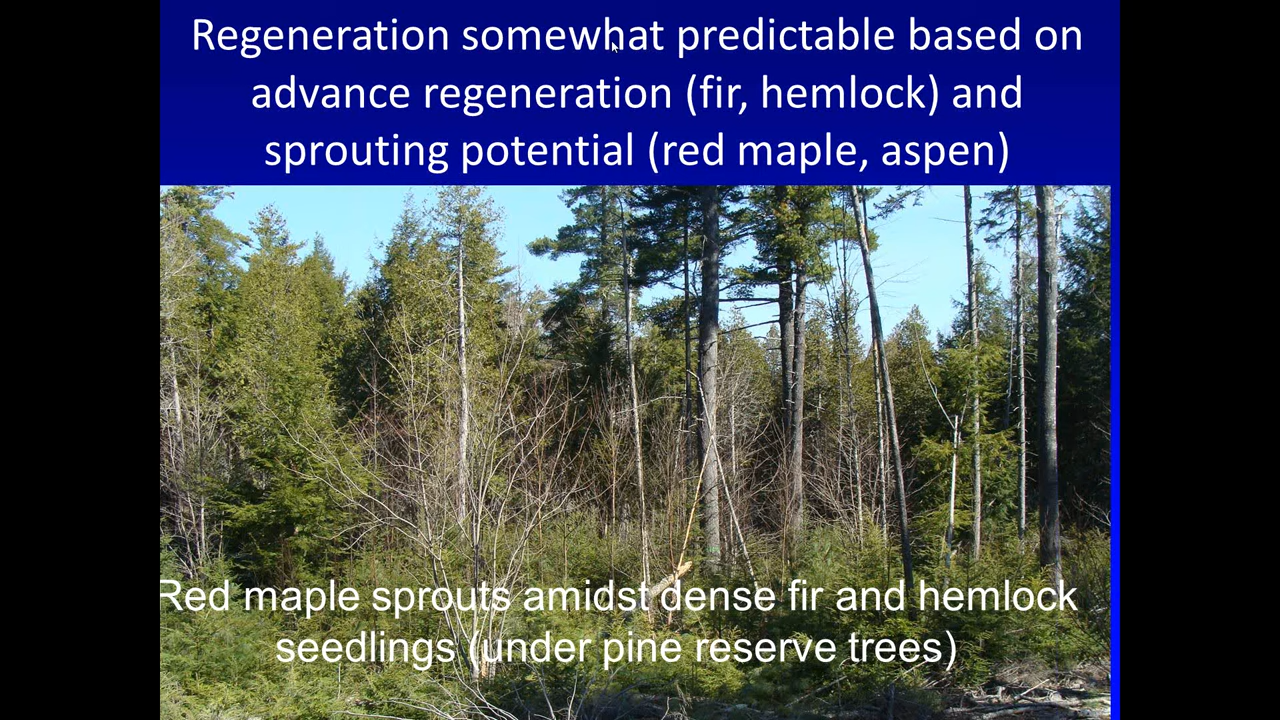 Regeneration somewhat predictable based on
advance regeneration (fir, hemlock) and
sprouting potential (red maple, aspen)
Red maple sprouts amidst dense fir and hemlock
seedlings (under pine reserve trees)